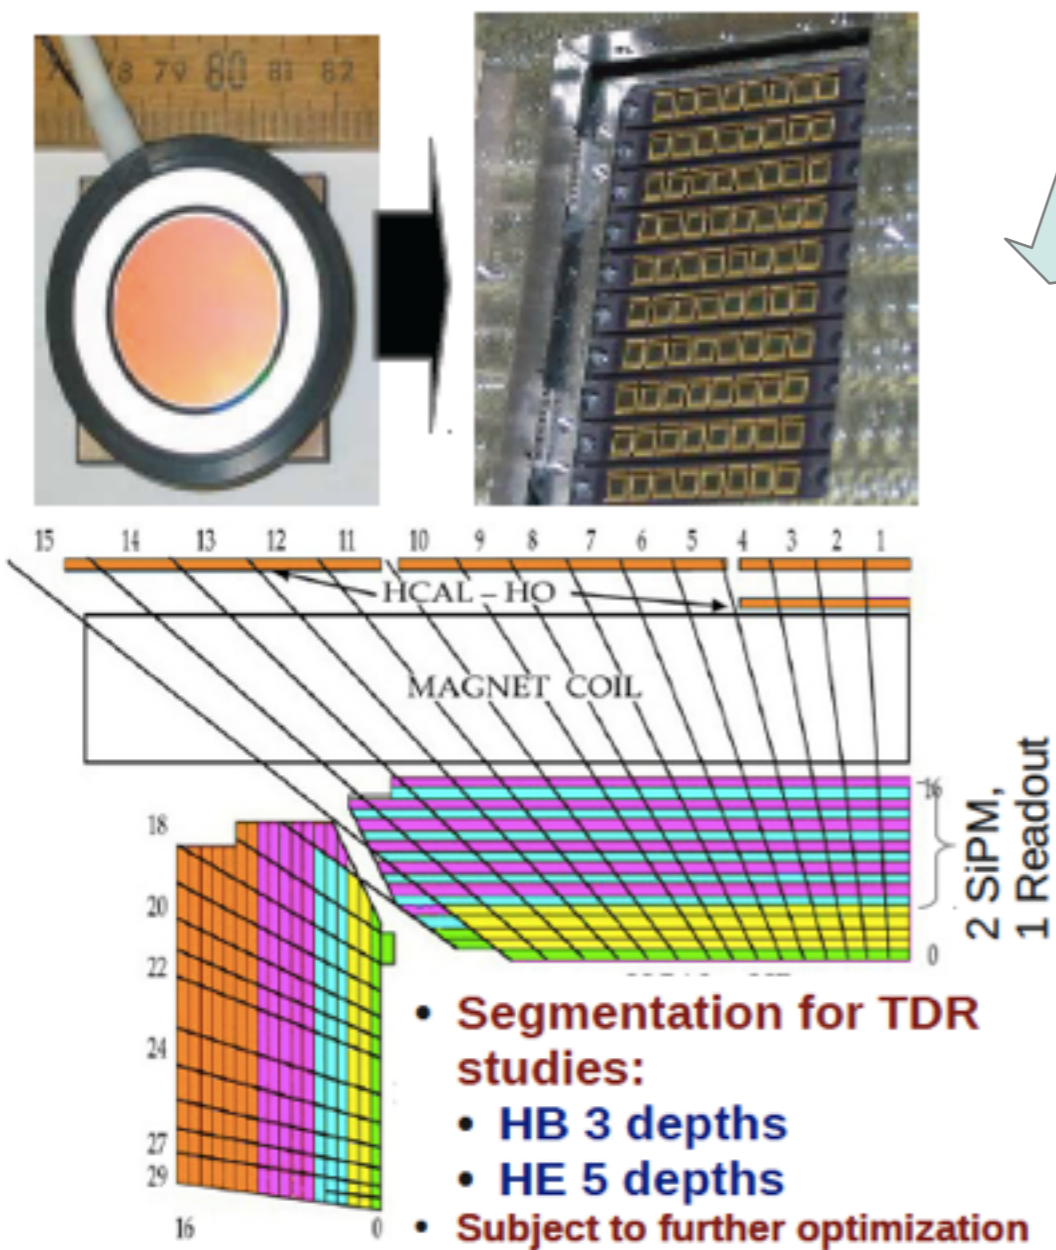 78 79 80 81 82
15 14 13 12 11 10 9 8 7 6 5 4 3 2 1
HCAL – HO
MAGNET COIL
16
2 SiPM,
1 Readout
0
18
20
22
24
27
29
16 0
• Segmentation for TDR
studies:
• HB 3 depths
• HE 5 depths
• Subject to further optimization